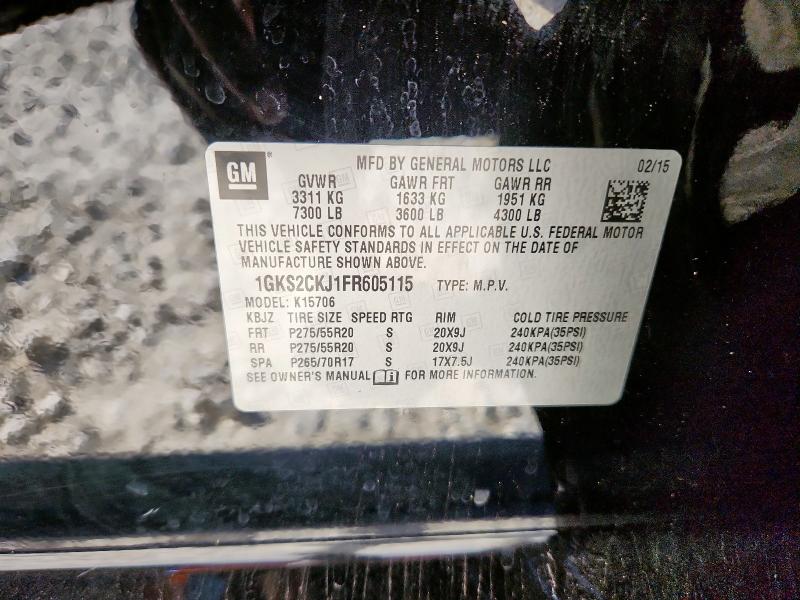 GM
MFD BY GENERAL MOTORS LLC 02/15
GVWR GAWR FRT GAWR RR
3311 KG 1633 KG 1951 KG
7300 LB 3600 LB 4300 LB
THIS VEHICLE CONFORMS TO ALL APPLICABLE U.S. FEDERAL MOTOR
VEHICLE SAFETY STANDARDS IN EFFECT ON THE DATE OF
MANUFACTURE SHOWN ABOVE.
1GKS2CKJ1FR605115 TYPE: M.P.V.
MODEL: K15706
KBJZ TIRE SIZE SPEED RTG RIM COLD TIRE PRESSURE
FRT P275/55R20 S 20X9J 240KPA(35PSI)
RR P275/55R20 S 20X9J 240KPA(35PSI)
SPA P265/70R17 S 17X7.5J 240KPA(35PSI)
SEE OWNER'S MANUAL FOR MORE INFORMATION.